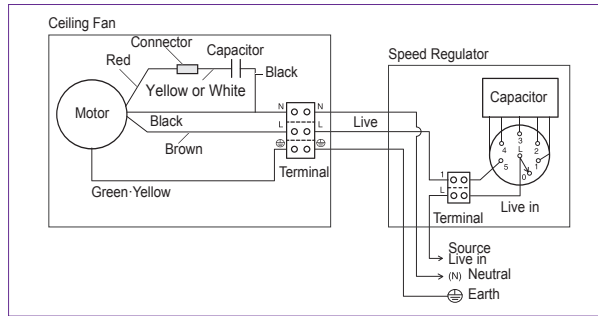 Ceiling Fan
Connector
Capacitor
Red
Black
Yellow or White
Motor
Black
Brown
Green·Yellow
N N
L L
Terminal
Live
Speed Regulator
Capacitor
3
4 L 2
5 1
0
1
L
Terminal
Live in
Source
Live in
(N) Neutral
Earth